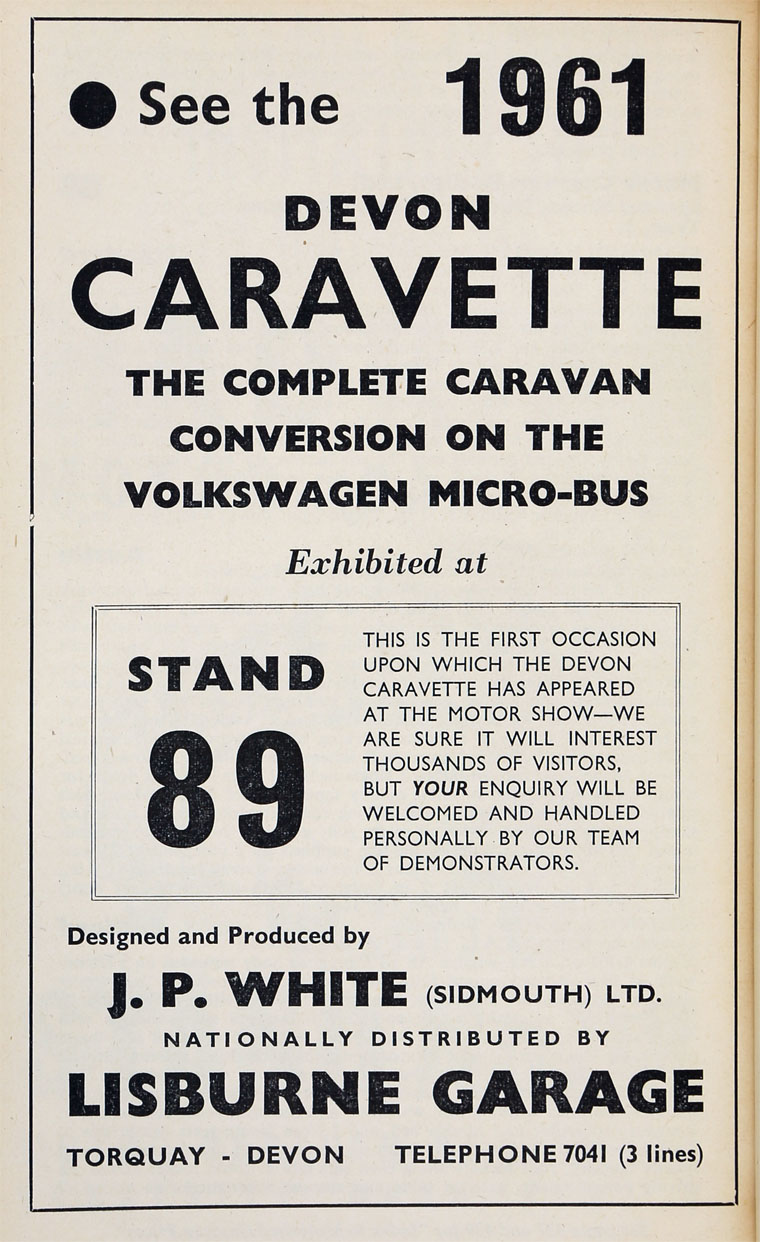 See the 1961
DEVON
CARAVETTE
THE COMPLETE CARAVAN
CONVERSION ON THE
VOLKSWAGEN MICRO-BUS
Exhibited at
STAND
89
THIS IS THE FIRST OCCASION
UPON WHICH THE DEVON
CARAVETTE HAS APPEARED
AT THE MOTOR SHOW—WE
ARE SURE IT WILL INTEREST
THOUSANDS OF VISITORS,
BUT YOUR ENQUIRY WILL BE
WELCOMED AND HANDLED
PERSONALLY BY OUR TEAM
OF DEMONSTRATORS.
Designed and Produced by
J. P. WHITE (SIDMOUTH) LTD.
NATIONALLY DISTRIBUTED BY
LISBURNE GARAGE
TORQUAY - DEVON TELEPHONE 7041 (3 lines)